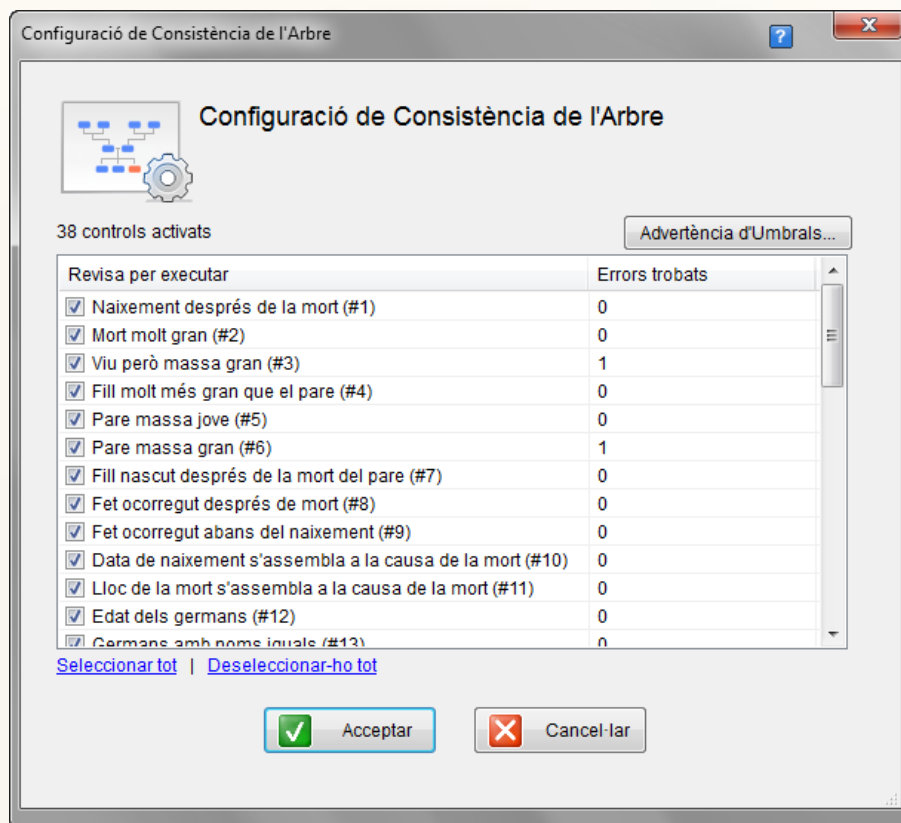 Configuració de Consistència de l'Arbre
?
Configuració de Consistència de l'Arbre
38 controls activats
Advertència d'Umbrals...
Revisa per executar Errors trobats
Naixement després de la mort (#1) 0
Mort molt gran (#2) 0
Viu però massa gran (#3) 1
Fill molt més gran que el pare (#4) 0
Pare massa jove (#5) 0
Pare massa gran (#6) 1
Fill nascut després de la mort del pare (#7) 0
Fet ocorregut després de mort (#8) 0
Fet ocorregut abans del naixement (#9) 0
Data de naixement s'assembla a la causa de la mort (#10) 0
Lloc de la mort s'assembla a la causa de la mort (#11) 0
Edat dels germans (#12) 0
Germans amb noms iguals (#13) 0
Seleccionar tot | Deseleccionar-ho tot
Acceptar Cancel·lar